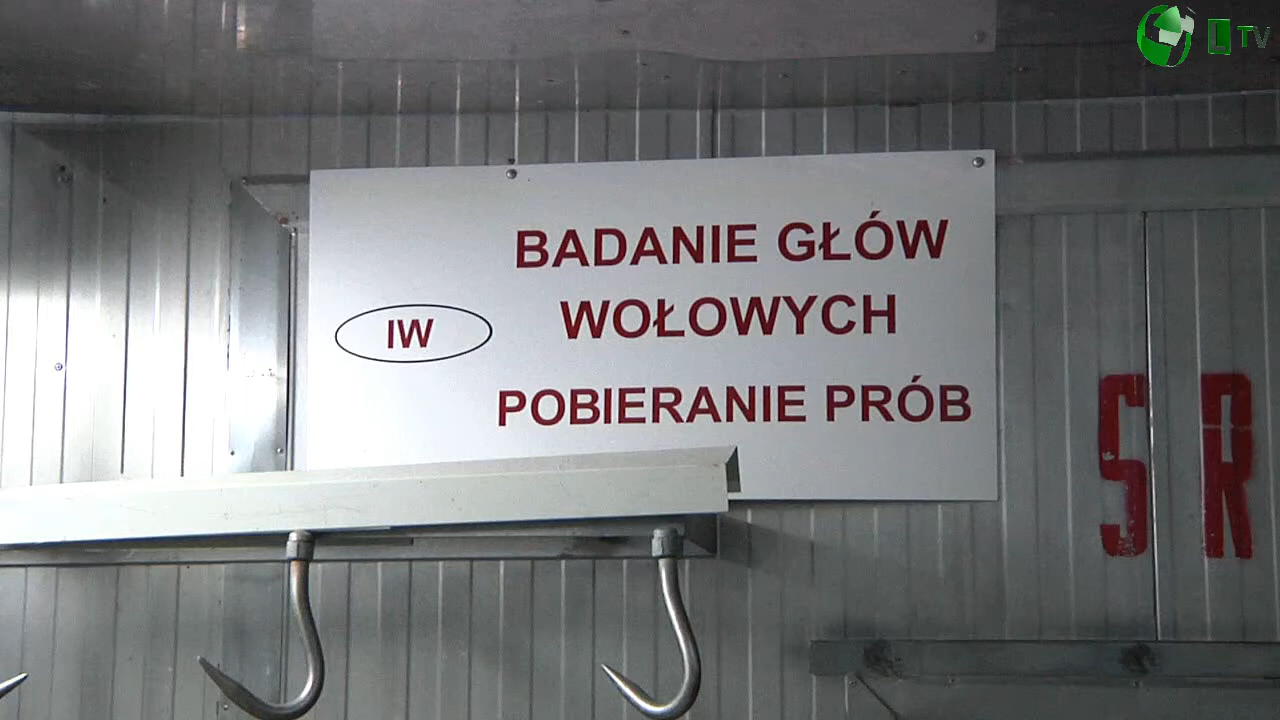 L TV
BADANIE GŁÓW
WOŁOWYCH
IW
POBIERANIE PRÓB
SR